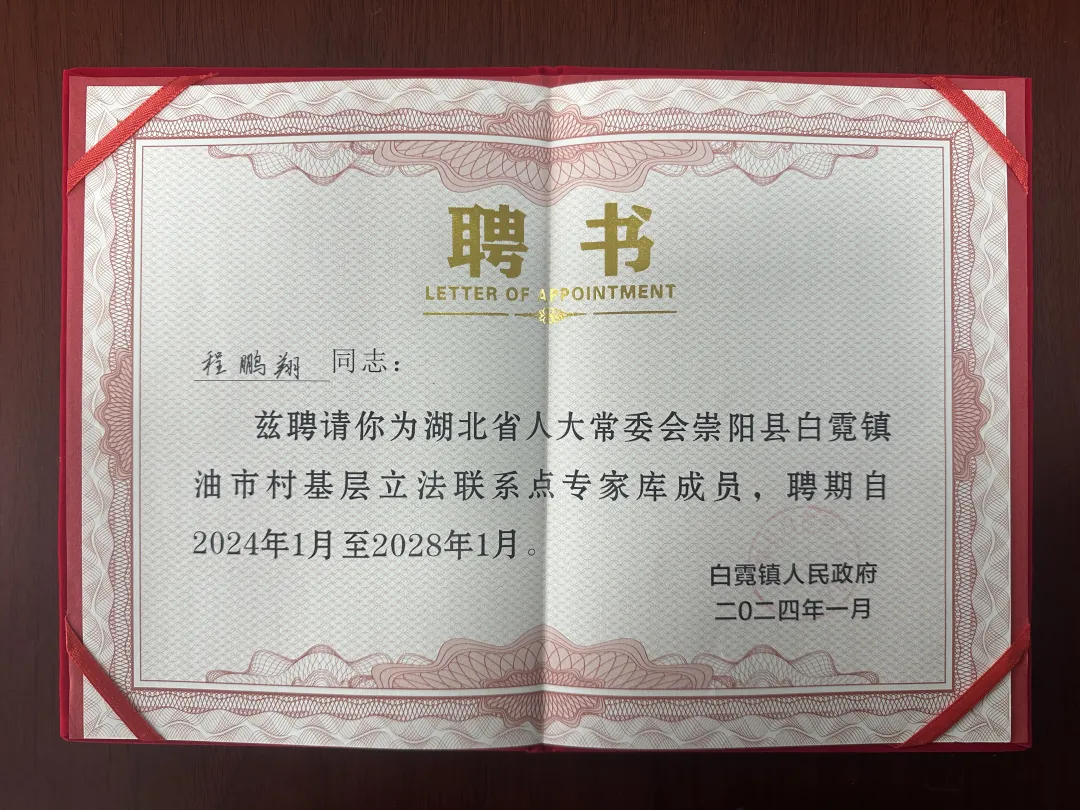 聘书
LETTER OF APPOINTMENT
程鹏翔 同志：
兹聘请你为湖北省人大常委会崇阳县白霓镇
油市村基层立法联系点专家库成员，聘期自
2024年1月至2028年1月。
白霓镇人民政府
二〇二四年一月